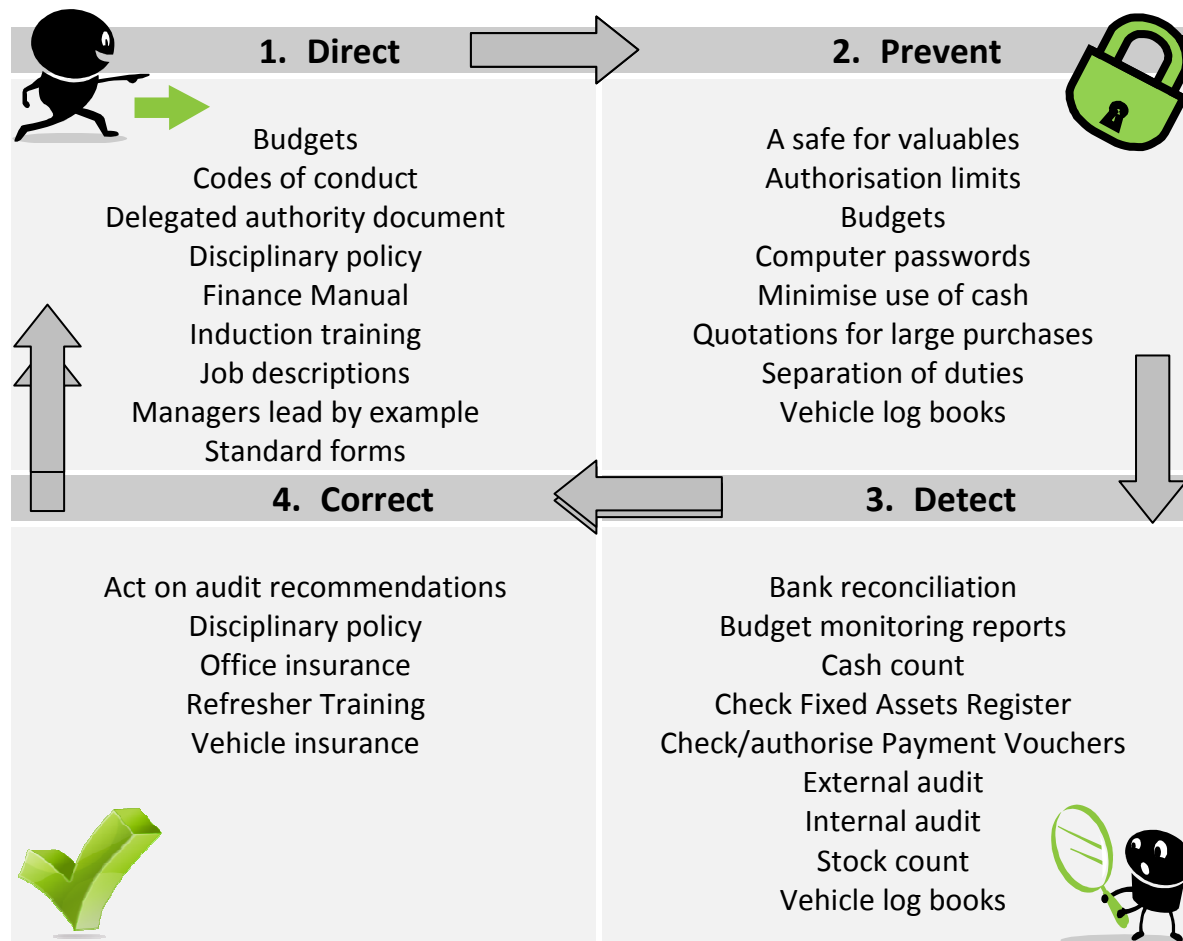 1. Direct
Budgets
Codes of conduct
Delegated authority document
Disciplinary policy
Finance Manual
Induction training
Job descriptions
Managers lead by example
Standard forms
2. Prevent
A safe for valuables
Authorisation limits
Budgets
Computer passwords
Minimise use of cash
Quotations for large purchases
Separation of duties
Vehicle log books
3. Detect
Bank reconciliation
Budget monitoring reports
Cash count
Check Fixed Assets Register
Check/authorise Payment Vouchers
External audit
Internal audit
Stock count
Vehicle log books
4. Correct
Act on audit recommendations
Disciplinary policy
Office insurance
Refresher Training
Vehicle insurance